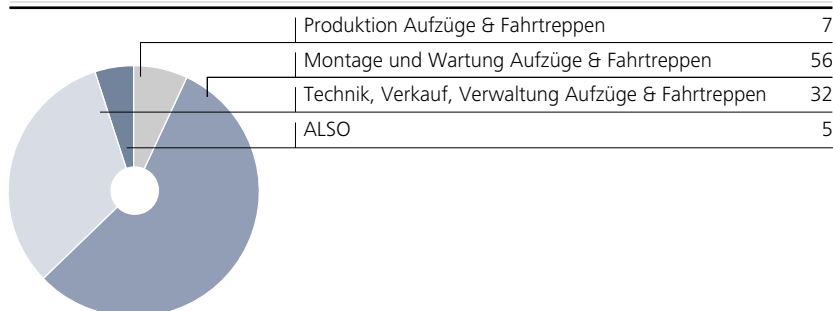 Produktion Aufzüge & Fahrtreppen 7
Montage und Wartung Aufzüge & Fahrtreppen 56
Technik, Verkauf, Verwaltung Aufzüge & Fahrtreppen 32
ALSO 5